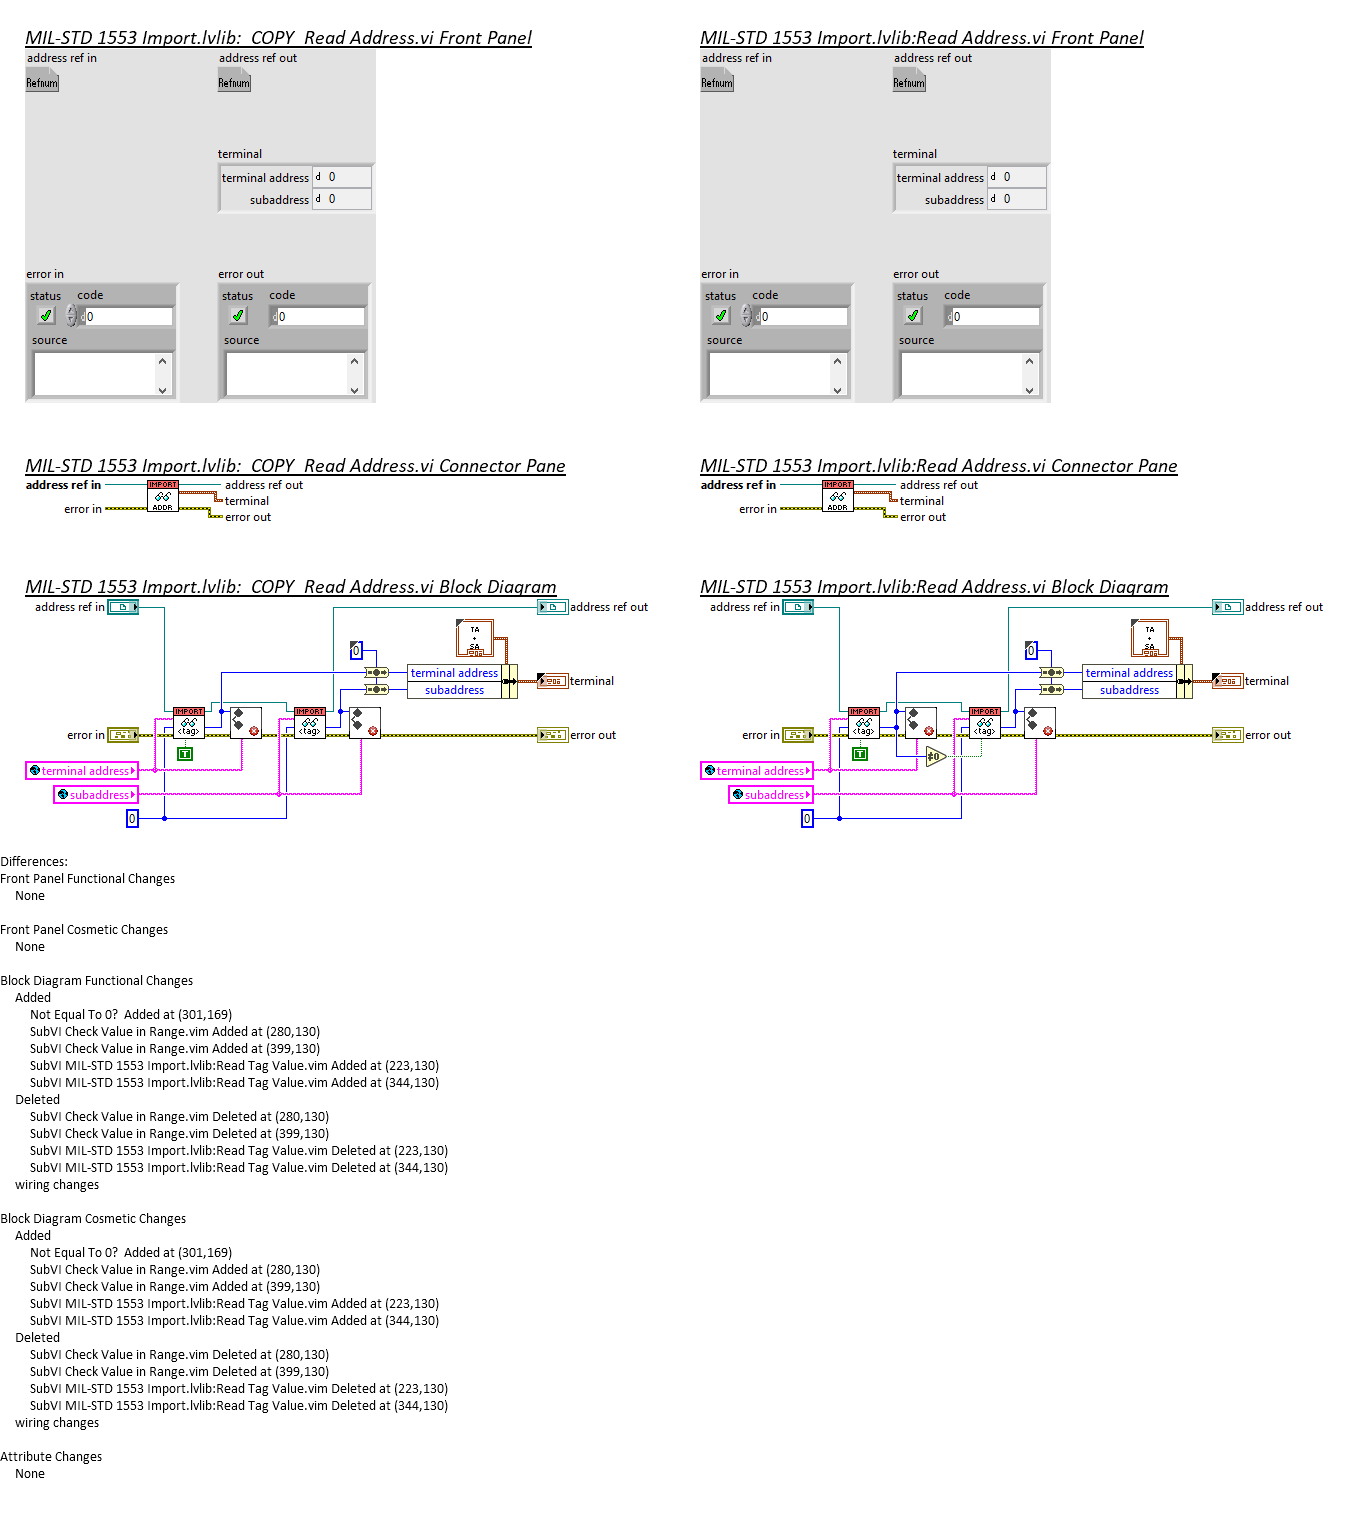 MIL-STD 1553 Import.lvlib:_COPY_Read Address.vi Front Panel
address ref in
address ref out
Refnum
Refnum
terminal
terminal address d 0
subaddress d 0
error in
error out
status code
status code
d 0
d 0
source
source
MIL-STD 1553 Import.lvlib:Read Address.vi Front Panel
address ref in
address ref out
Refnum
Refnum
terminal
terminal address d 0
subaddress d 0
error in
error out
status code
status code
d 0
d 0
source
source
MIL-STD 1553 Import.lvlib:_COPY_Read Address.vi Connector Pane
address ref in
IMPORT
address ref out
terminal
error in
ADDR
error out
MIL-STD 1553 Import.lvlib:Read Address.vi Connector Pane
address ref in
IMPORT
address ref out
terminal
error in
ADDR
error out
MIL-STD 1553 Import.lvlib:_COPY_Read Address.vi Block Diagram
address ref in
address ref out
TA
+
SA
0
terminal address
subaddress
terminal
IMPORT
<tag>
IMPORT
<tag>
error in
error out
T
terminal address
subaddress
0
MIL-STD 1553 Import.lvlib:Read Address.vi Block Diagram
address ref in
address ref out
TA
+
SA
0
terminal address
subaddress
terminal
IMPORT
<tag>
IMPORT
<tag>
error in
error out
T
≠0
terminal address
subaddress
0
Differences:
Front Panel Functional Changes
None
Front Panel Cosmetic Changes
None
Block Diagram Functional Changes
Added
Not Equal To 0? Added at (301,169)
SubVI Check Value in Range.vim Added at (280,130)
SubVI Check Value in Range.vim Added at (399,130)
SubVI MIL-STD 1553 Import.lvlib:Read Tag Value.vim Added at (223,130)
SubVI MIL-STD 1553 Import.lvlib:Read Tag Value.vim Added at (344,130)
Deleted
SubVI Check Value in Range.vim Deleted at (280,130)
SubVI Check Value in Range.vim Deleted at (399,130)
SubVI MIL-STD 1553 Import.lvlib:Read Tag Value.vim Deleted at (223,130)
SubVI MIL-STD 1553 Import.lvlib:Read Tag Value.vim Deleted at (344,130)
wiring changes
Block Diagram Cosmetic Changes
Added
Not Equal To 0? Added at (301,169)
SubVI Check Value in Range.vim Added at (280,130)
SubVI Check Value in Range.vim Added at (399,130)
SubVI MIL-STD 1553 Import.lvlib:Read Tag Value.vim Added at (223,130)
SubVI MIL-STD 1553 Import.lvlib:Read Tag Value.vim Added at (344,130)
Deleted
SubVI Check Value in Range.vim Deleted at (280,130)
SubVI Check Value in Range.vim Deleted at (399,130)
SubVI MIL-STD 1553 Import.lvlib:Read Tag Value.vim Deleted at (223,130)
SubVI MIL-STD 1553 Import.lvlib:Read Tag Value.vim Deleted at (344,130)
wiring changes
Attribute Changes
None